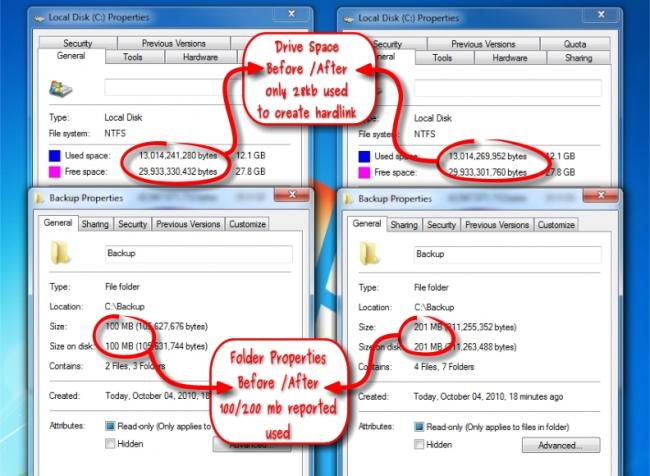 Local Disk (C:) Properties
Security Previous Versions
General Tools Hardware
Type: Local Disk
File system: NTFS
Used space: 13,014,241,280 bytes 12.1 GB
Free space: 29,933,330,432 bytes 27.8 GB
Local Disk (C:) Properties
Security Previous Versions Quota
General Tools Hardware Sharing
Type: Local Disk
File system: NTFS
Used space: 13,014,269,952 bytes 12.1 GB
Free space: 29,933,301,760 bytes 27.8 GB
Drive Space
Before /After
only 28kb used
to create hardlink
Backup Properties
General Sharing Security Previous Versions Customize
Backup
Type: File folder
Location: C:\Backup
Size: 100 MB (105,627,676 bytes)
Size on disk: 100 MB (105,631,744 bytes)
Contains: 2 Files, 3 Folders
Created: Today, October 04, 2010, 18 minutes ago
Attributes: Read-only (Only applies to
Hidden Advanced...
Backup Properties
General Sharing Security Previous Versions Customize
Backup
Type: File folder
Location: C:\Backup
Size: 201 MB (211,255,352 bytes)
Size on disk: 201 MB (211,263,488 bytes)
Contains: 4 Files, 7 Folders
Created: Today, October 04, 2010, 18 minutes ago
Attributes: Read-only (Only applies to files in folder)
Hidden Advanced...
Folder Properties
Before /After
100/200 mb reported
used